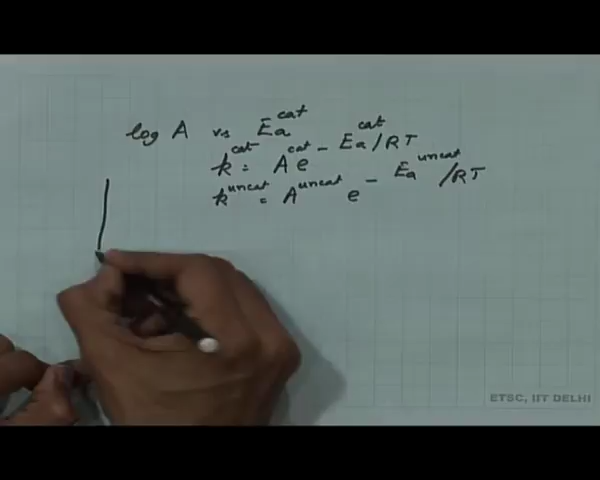 log A vs Ea^cat
k^cat = A^cat e^-Ea^cat/RT
k^uncat = A^uncat e^-Ea^uncat/RT
ETSC, IIT DELHI